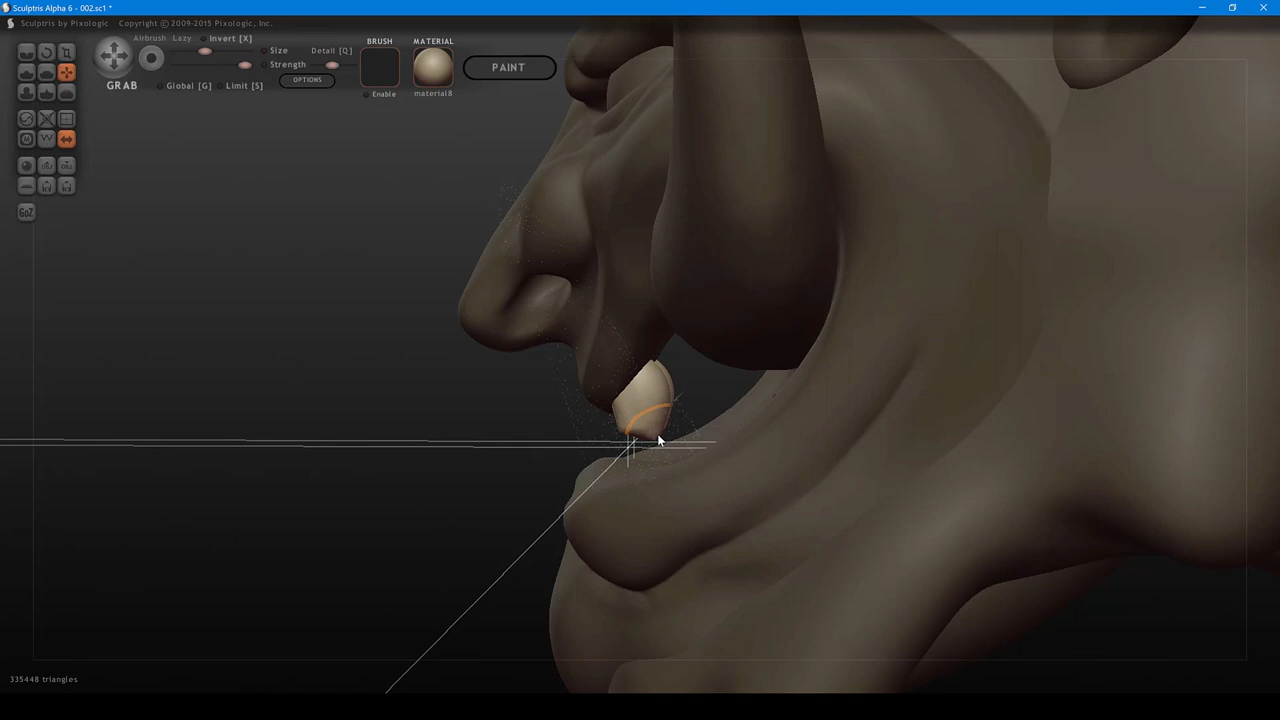 Sculptris Alpha 6 - 002.sc1 *
Sculptris by Pixologic Copyright © 2009-2015 Pixologic, Inc.
Airbrush Lazy Invert [X]
Size Detail [Q]
Strength
OPTIONS
GRAB
Global [G] Limit [S]
BRUSH
Enable
MATERIAL
material8
PAINT
GoZ
335448 triangles